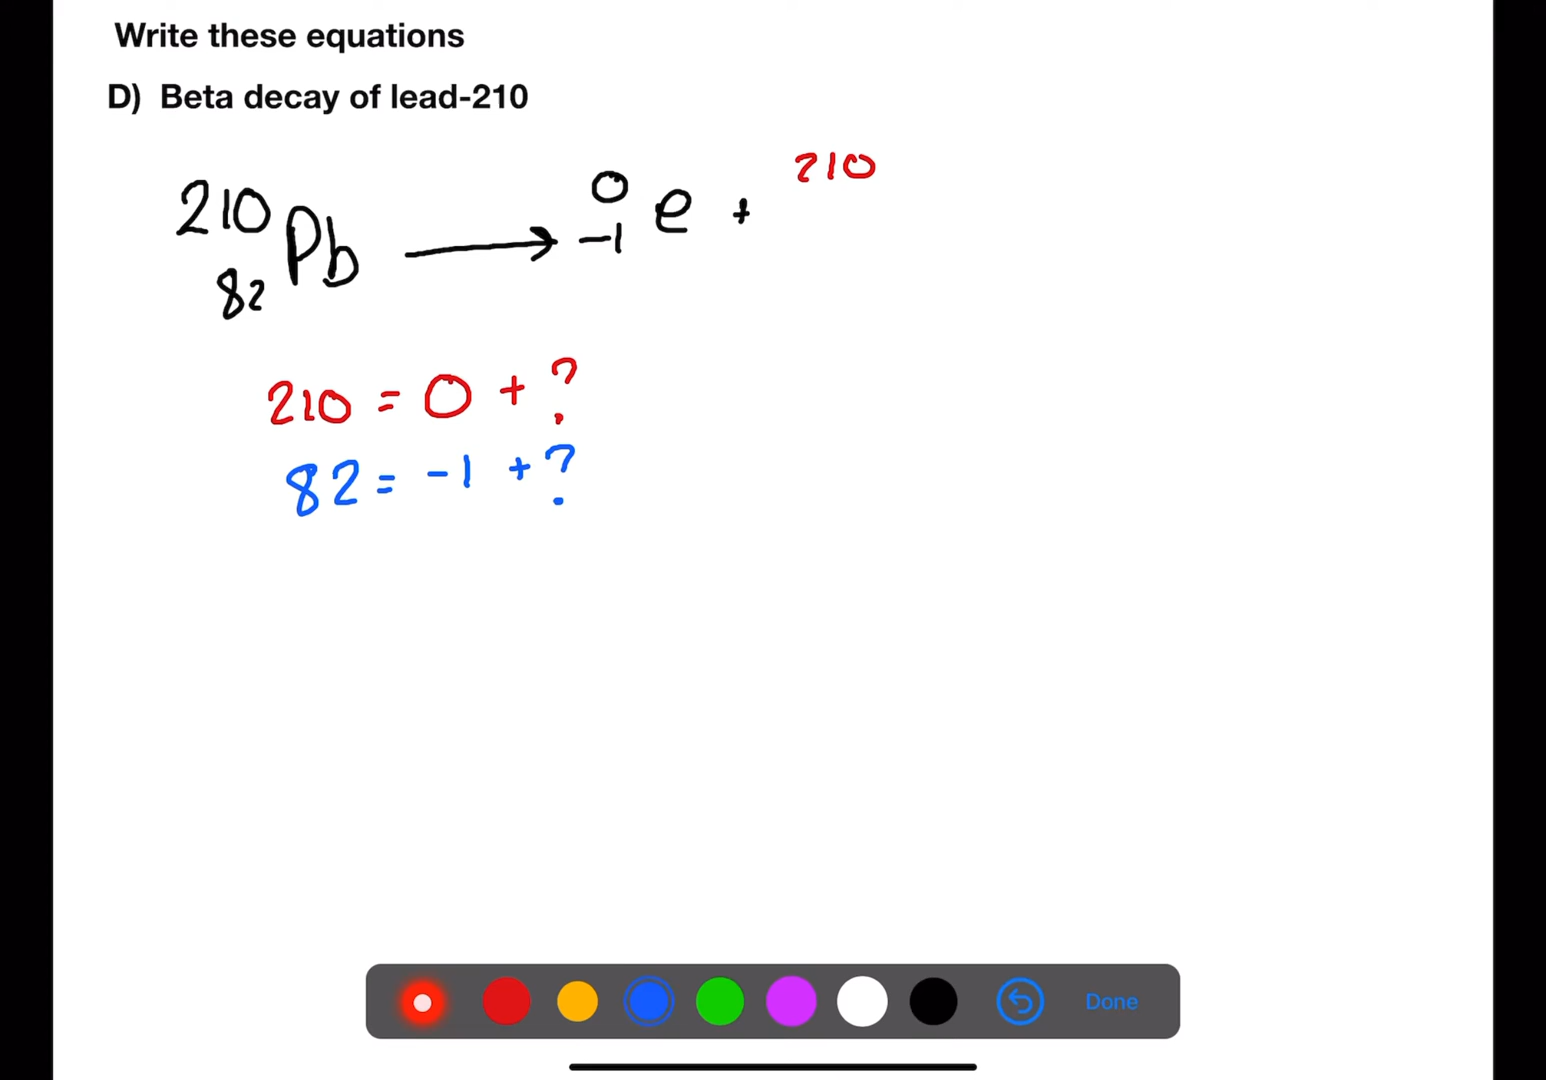 Write these equations
D) Beta decay of lead-210
210 82 Pb → 0 -1 e + 210
210 = 0 + ?
82 = -1 + ?
Done